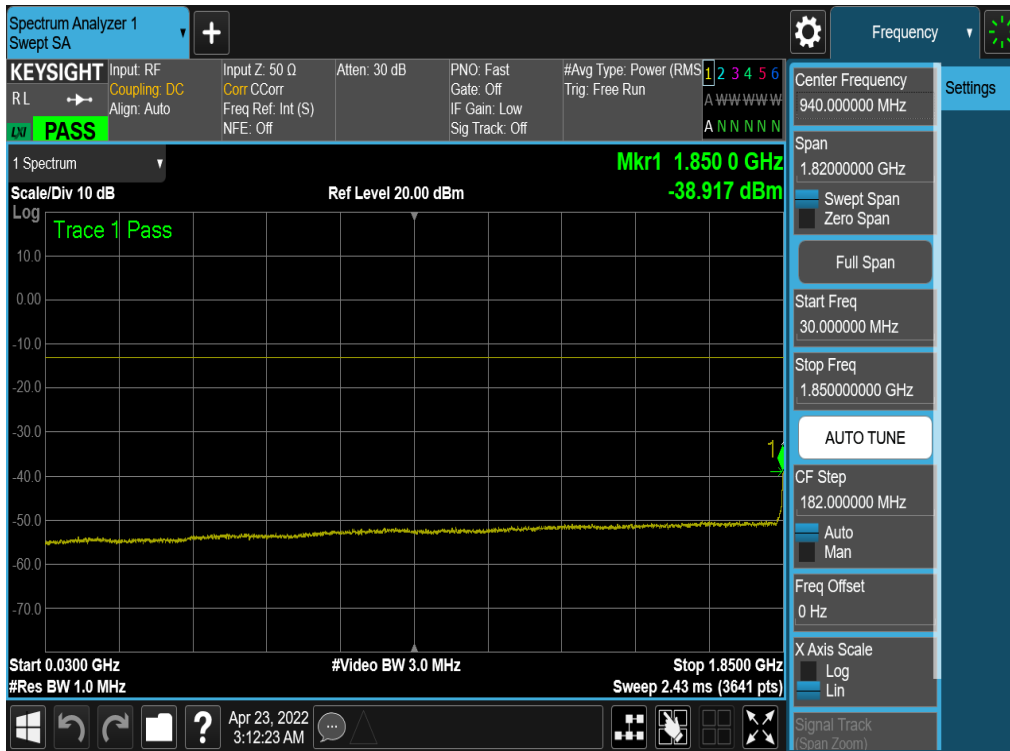 Spectrum Analyzer 1
Swept SA
+
Frequency
KEYSIGHT
Input: RF
Coupling: DC
Align: Auto
Input Z: 50 Ω
Corr CCorr
Freq Ref: Int (S)
NFE: Off
Atten: 30 dB
PNO: Fast
Gate: Off
IF Gain: Low
Sig Track: Off
#Avg Type: Power (RMS
Trig: Free Run
1 2 3 4 5 6
A W W W W W
A N N N N N
R L
LXI
PASS
1 Spectrum
Scale/Div 10 dB
Ref Level 20.00 dBm
Mkr1 1.850 0 GHz
-38.917 dBm
Log
Trace 1 Pass
10.0
0.00
-10.0
-20.0
-30.0
-40.0
-50.0
-60.0
-70.0
1
Start 0.0300 GHz
#Video BW 3.0 MHz
Stop 1.8500 GHz
#Res BW 1.0 MHz
Sweep 2.43 ms (3641 pts)
Center Frequency
940.000000 MHz
Settings
Span
1.82000000 GHz
Swept Span
Zero Span
Full Span
Start Freq
30.000000 MHz
Stop Freq
1.850000000 GHz
AUTO TUNE
CF Step
182.000000 MHz
Auto
Man
Freq Offset
0 Hz
X Axis Scale
Log
Lin
Signal Track
(Span Zoom)
?
Apr 23, 2022
3:12:23 AM